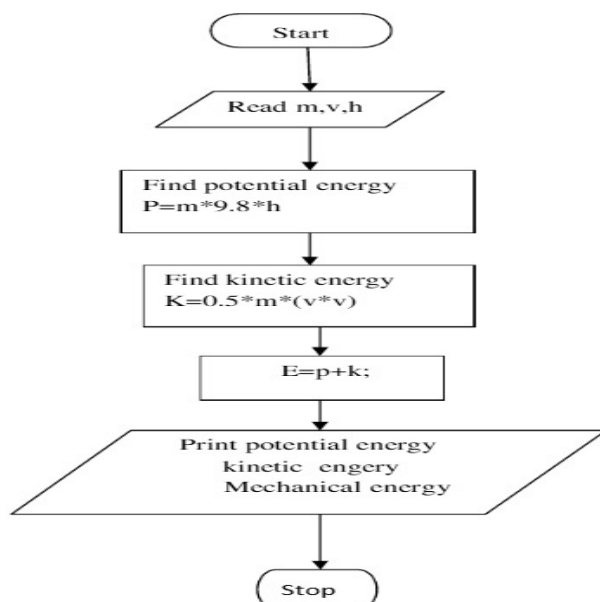 Start
Read m,v,h
Find potential energy
P=m*9.8*h
Find kinetic energy
K=0.5*m*(v*v)
E=p+k;
Print potential energy
kinetic engery
Mechanical energy
Stop